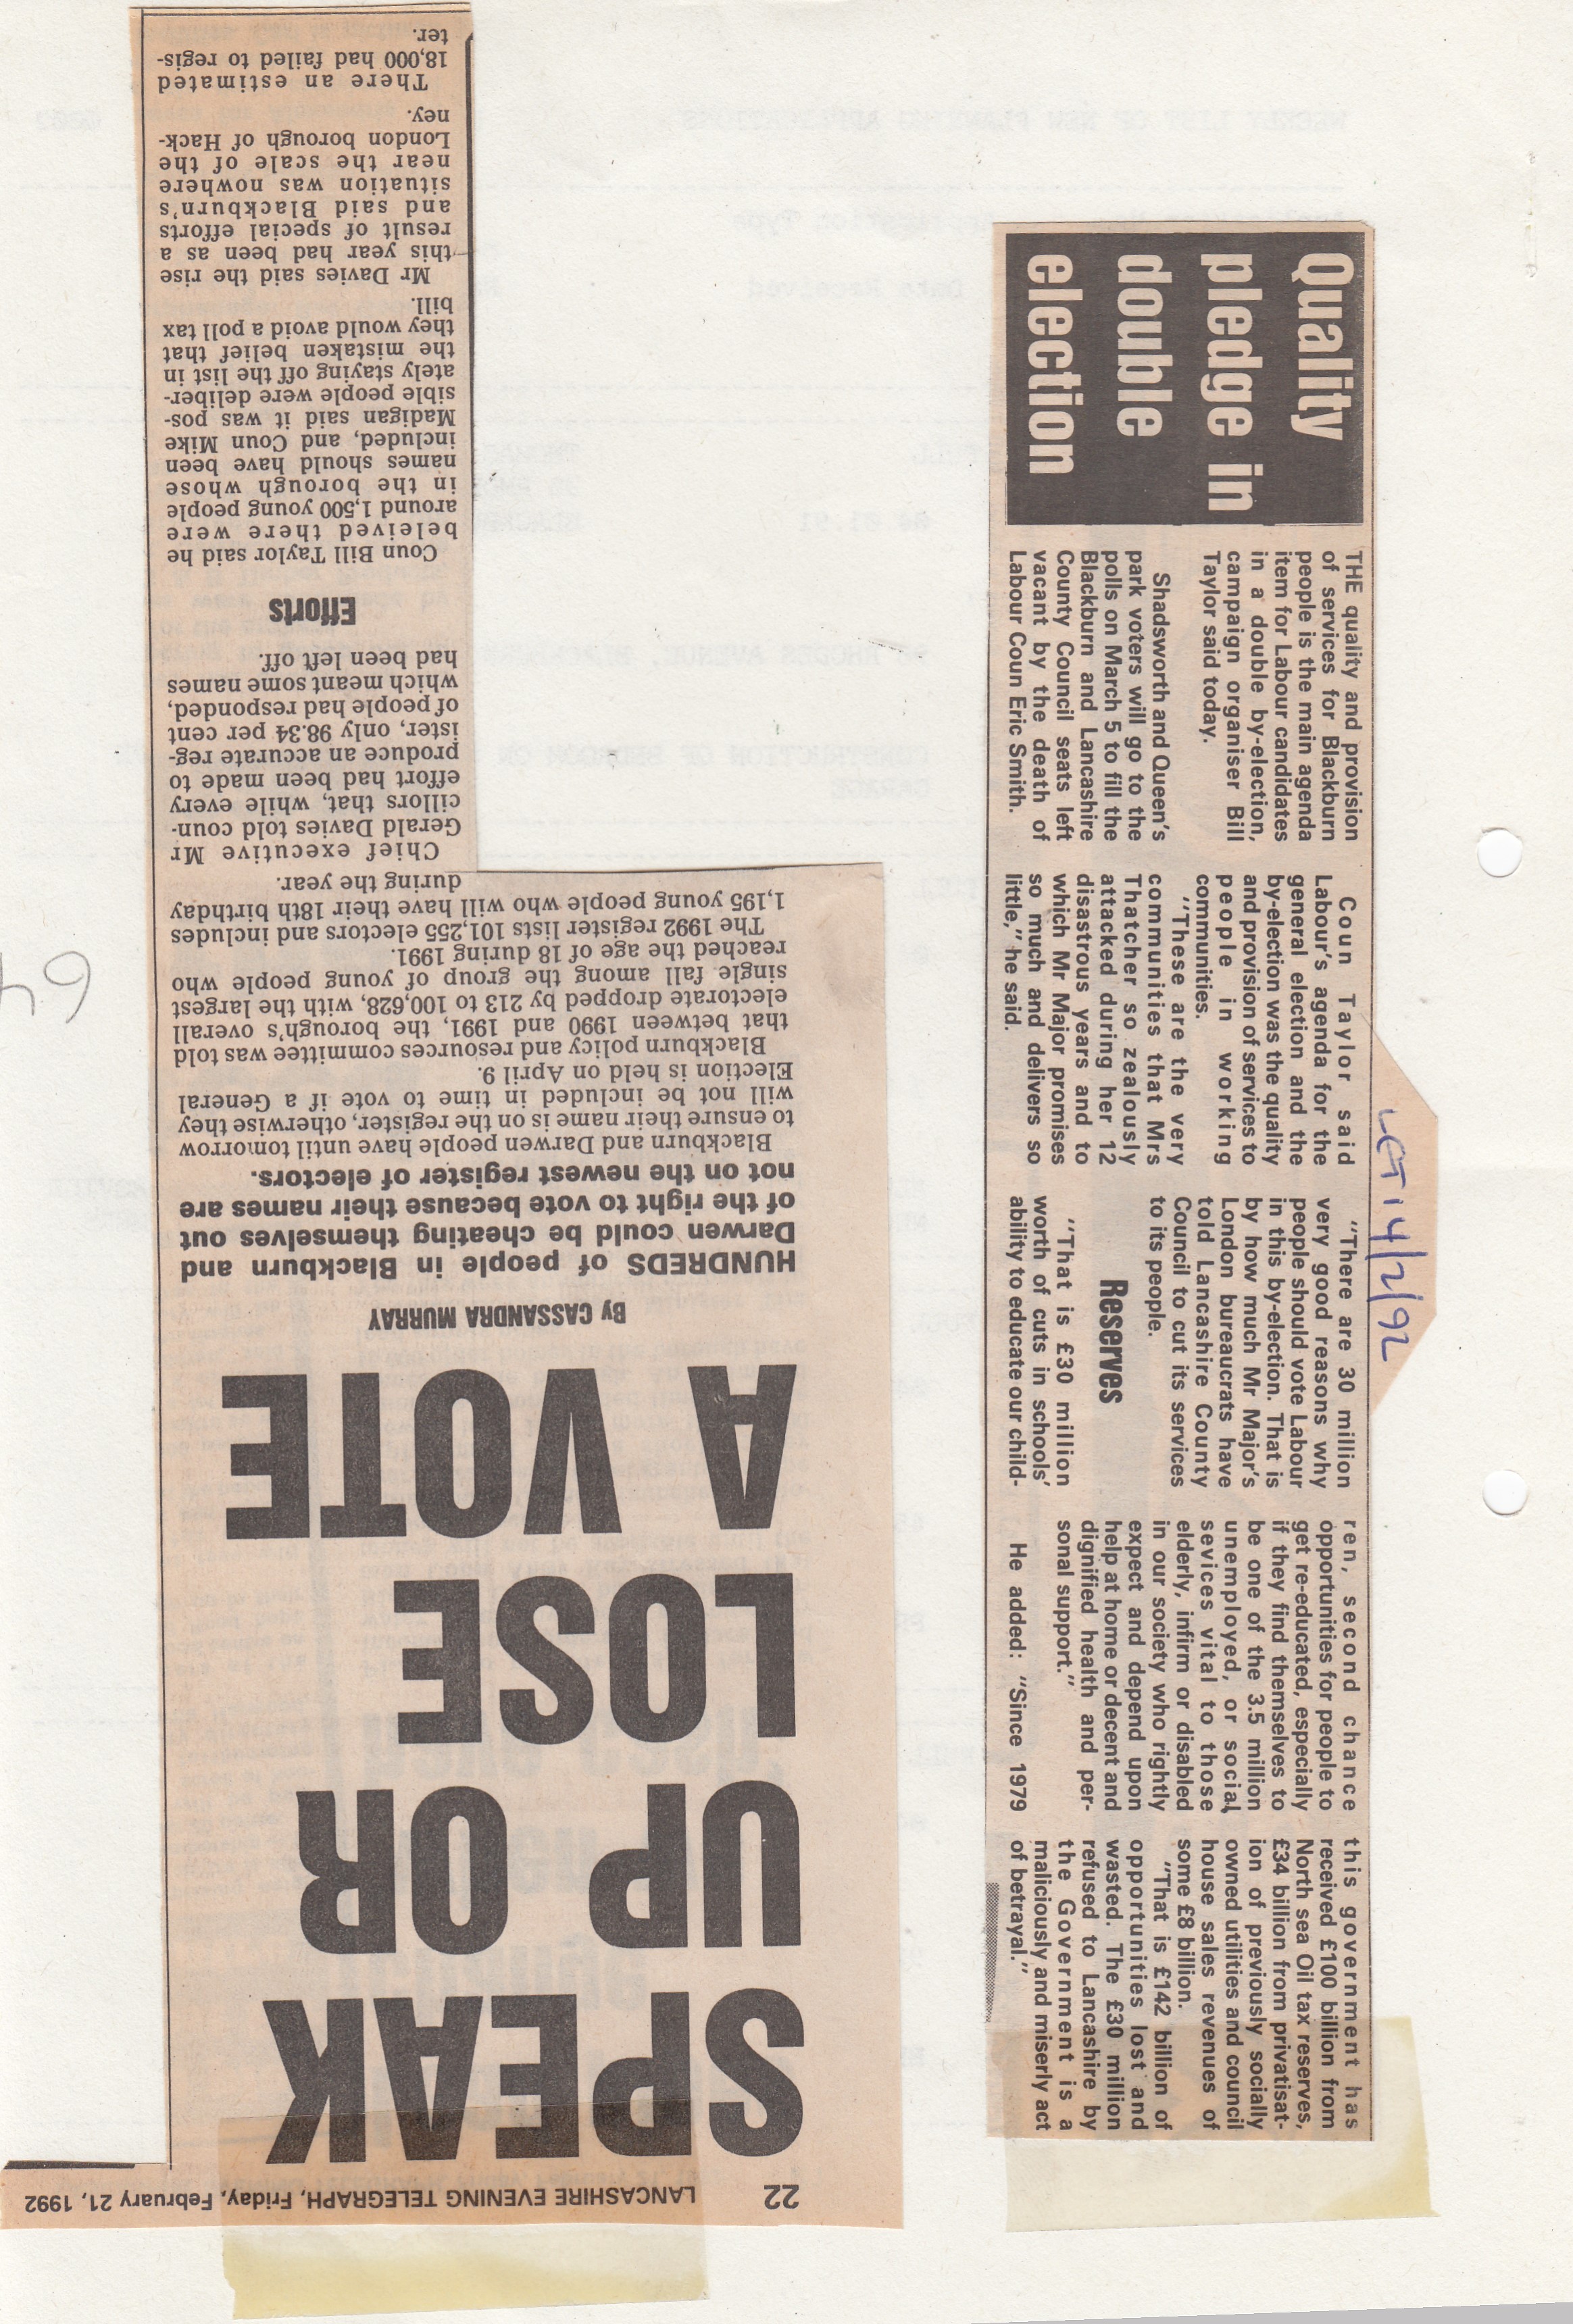 22 LANCASHIRE EVENING TELEGRAPH, Friday, February 21, 1992
SPEAK
UP OR
LOSE
A VOTE
By CASSANDRA MURRAY
HUNDREDS of people in Blackburn and
Darwen could be cheating themselves out
of the right to vote because their names are
not on the newest register of electors.
Blackburn and Darwen people have until tomorrow
to ensure their name is on the register, otherwise they
will not be included in time to vote if a General
Election is held on April 9.
Blackburn policy and resources committee was told
that between 1990 and 1991, the borough's overall
electorate dropped by 213 to 100,628, with the largest
single fall among the group of young people who
reached the age of 18 during 1991.
The 1992 register lists 101,255 electors and includes
1,195 young people who will have their 18th birthday
during the year.
Chief executive Mr
Gerald Davies told coun-
cillors that, while every
effort had been made to
produce an accurate reg-
ister, only 98.34 per cent
of people had responded,
which meant some names
had been left off.
Efforts
Coun Bill Taylor said he
beleived there were
around 1,500 young people
in the borough whose
names should have been
included, and Coun Mike
Madigan said it was pos-
sible people were deliber-
ately staying off the list in
the mistaken belief that
they would avoid a poll tax
bill.
Mr Davies said the rise
this year had been as a
result of special efforts
and said Blackburn's
situation was nowhere
near the scale of the
London borough of Hack-
ney.
There an estimated
18,000 had failed to regis-
ter.
64
LET 14/2/92
Quality
pledge in
double
election
THE quality and provision
of services for Blackburn
people is the main agenda
item for Labour candidates
in a double by-election,
campaign organiser Bill
Taylor said today.
Shadsworth and Queen's
park voters will go to the
polls on March 5 to fill the
Blackburn and Lancashire
County Council seats left
vacant by the death of
Labour Coun Eric Smith.
Coun Taylor said
Labour's agenda for the
general election and the
by-election was the quality
and provision of services to
people in working
communities.
"These are the very
communities that Mrs
Thatcher so zealously
attacked during her 12
disastrous years and to
which Mr Major promises
so much and delivers so
little," he said.
"There are 30 million
very good reasons why
people should vote Labour
in this by-election. That is
by how much Mr Major's
London bureaucrats have
told Lancashire County
Council to cut its services
to its people.
Reserves
"That is £30 million
worth of cuts in schools'
ability to educate our child-
ren, second chance
opportunities for people to
get re-educated, especially
if they find themselves to
be one of the 3.5 million
unemployed, or social
sevices vital to those
elderly, infirm or disabled
in our society who rightly
expect and depend upon
help at home or decent and
dignified health and per-
sonal support."
He added: "Since 1979
this government has
received £100 billion from
North sea Oil tax reserves,
£34 billion from privatisat-
ion of previously socially
owned utilities and council
house sales revenues of
some £8 billion.
"That is £142 billion of
opportunities lost and
wasted. The £30 million
refused to Lancashire by
the Government is a
maliciously and miserly act
of betrayal."